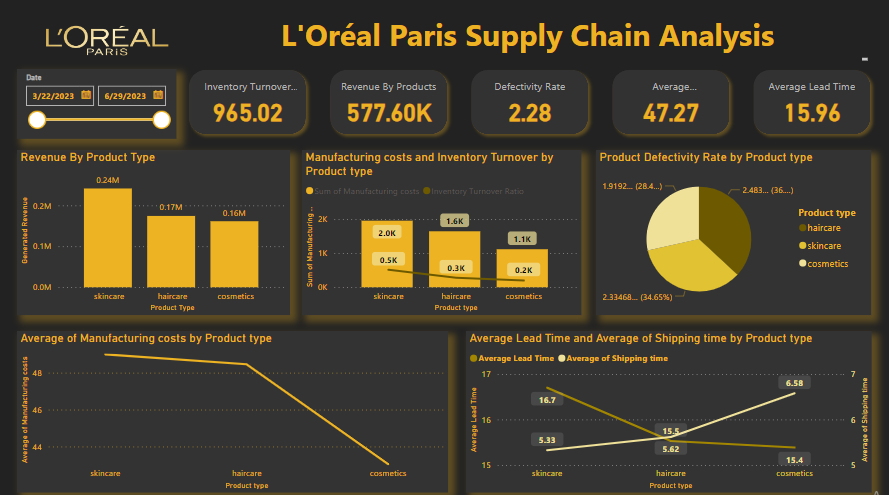 L'ORÉAL
PARIS
L'Oréal Paris Supply Chain Analysis
Date
3/22/2023
6/29/2023
Inventory Turnover...
965.02
Revenue By Products
577.60K
Defectivity Rate
2.28
Average...
47.27
Average Lead Time
15.96
Revenue By Product Type
Generated Revenue
0.2M
0.1M
0.0M
0.24M
0.17M
0.16M
skincare
haircare
cosmetics
Product Type
Manufacturing costs and Inventory Turnover by
Product type
Sum of Manufacturing costs
Inventory Turnover Ratio
Sum of Manufacturing ...
2K
1K
0K
2.0K
1.6K
1.1K
0.5K
0.3K
0.2K
skincare
haircare
cosmetics
Product type
Product Defectivity Rate by Product type
1.9192... (28.4...)
2.483... (36....)
2.33468... (34.65%)
Product type
haircare
skincare
cosmetics
Average of Manufacturing costs by Product type
Average of Manufacturing costs
48
46
44
skincare
haircare
cosmetics
Product type
Average Lead Time and Average of Shipping time by Product type
Average Lead Time
Average of Shipping time
Average Lead Time
17
16
15
16.7
15.5
15.4
5.33
5.62
6.58
7
6
5
Average of Shipping time
skincare
haircare
cosmetics
Product type